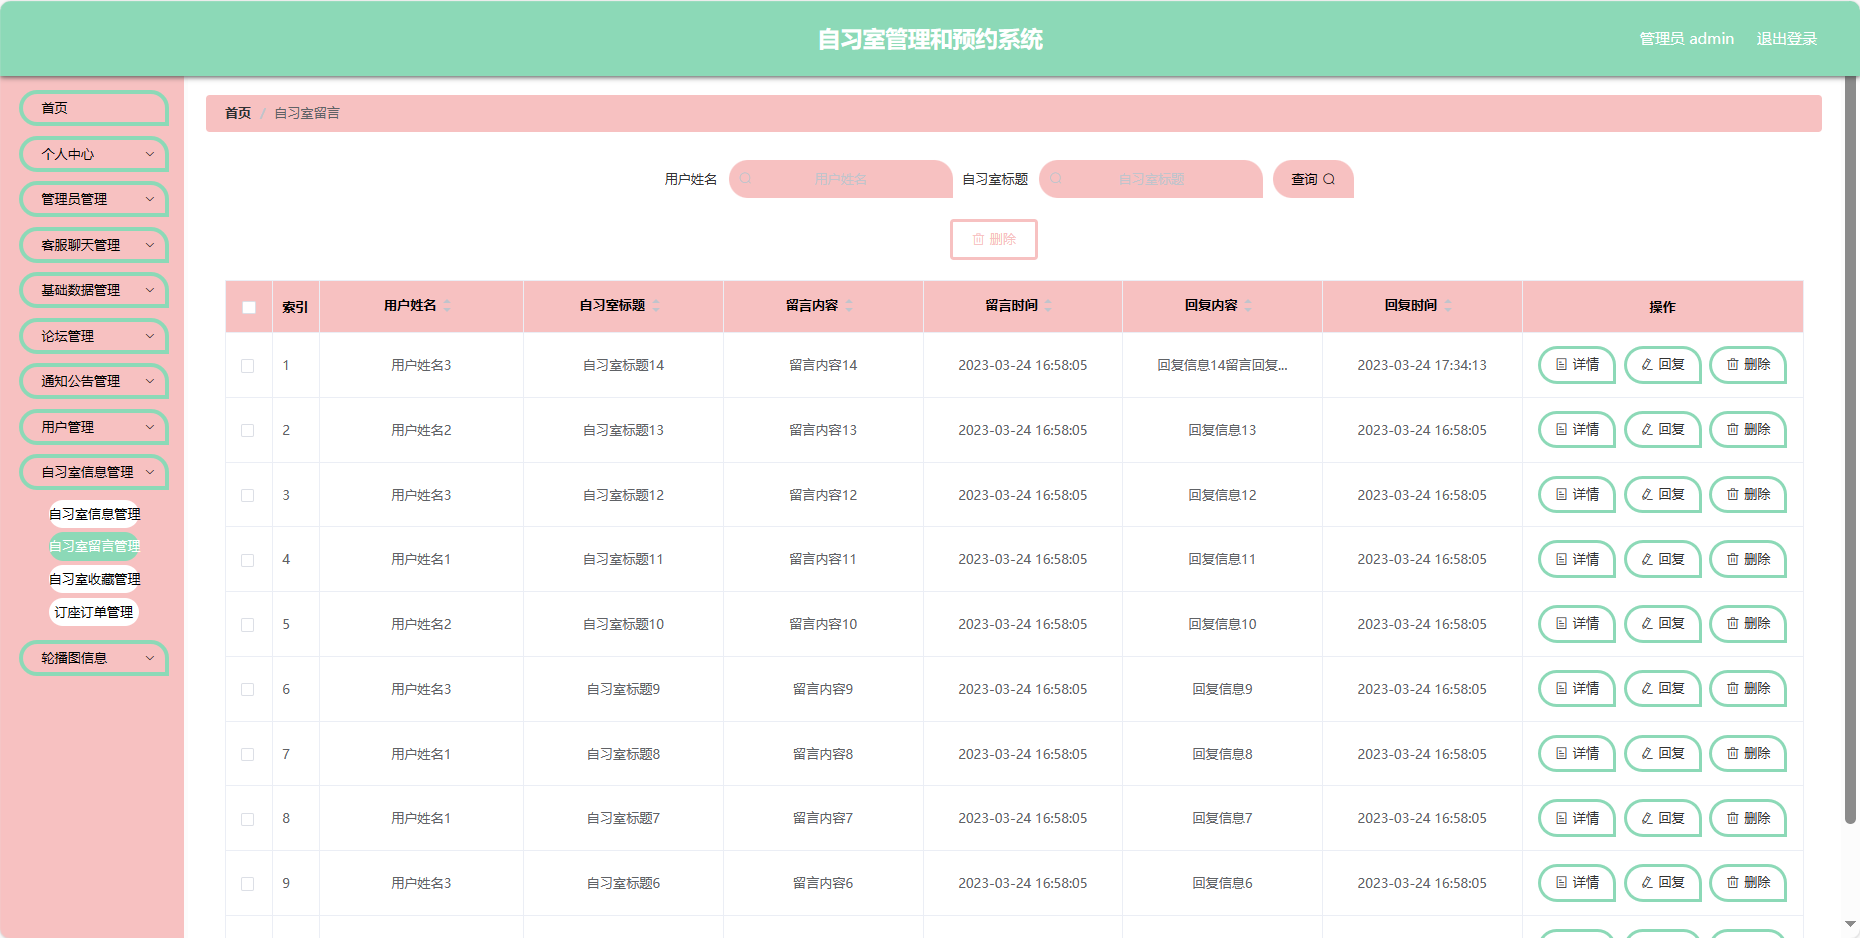 自习室管理和预约系统
管理员 admin 退出登录
首页
个人中心
管理员管理
客服聊天管理
基础数据管理
论坛管理
通知公告管理
用户管理
自习室信息管理
自习室信息管理
自习室留言管理
自习室收藏管理
订座订单管理
轮播图信息
首页 / 自习室留言
用户姓名 用户姓名 自习室标题 自习室标题 查询
删除
索引 用户姓名 自习室标题 留言内容 留言时间 回复内容 回复时间 操作
1 用户姓名3 自习室标题14 留言内容14 2023-03-24 16:58:05 回复信息14留言回复... 2023-03-24 17:34:13 详情 回复 删除
2 用户姓名2 自习室标题13 留言内容13 2023-03-24 16:58:05 回复信息13 2023-03-24 16:58:05 详情 回复 删除
3 用户姓名3 自习室标题12 留言内容12 2023-03-24 16:58:05 回复信息12 2023-03-24 16:58:05 详情 回复 删除
4 用户姓名1 自习室标题11 留言内容11 2023-03-24 16:58:05 回复信息11 2023-03-24 16:58:05 详情 回复 删除
5 用户姓名2 自习室标题10 留言内容10 2023-03-24 16:58:05 回复信息10 2023-03-24 16:58:05 详情 回复 删除
6 用户姓名3 自习室标题9 留言内容9 2023-03-24 16:58:05 回复信息9 2023-03-24 16:58:05 详情 回复 删除
7 用户姓名1 自习室标题8 留言内容8 2023-03-24 16:58:05 回复信息8 2023-03-24 16:58:05 详情 回复 删除
8 用户姓名1 自习室标题7 留言内容7 2023-03-24 16:58:05 回复信息7 2023-03-24 16:58:05 详情 回复 删除
9 用户姓名3 自习室标题6 留言内容6 2023-03-24 16:58:05 回复信息6 2023-03-24 16:58:05 详情 回复 删除